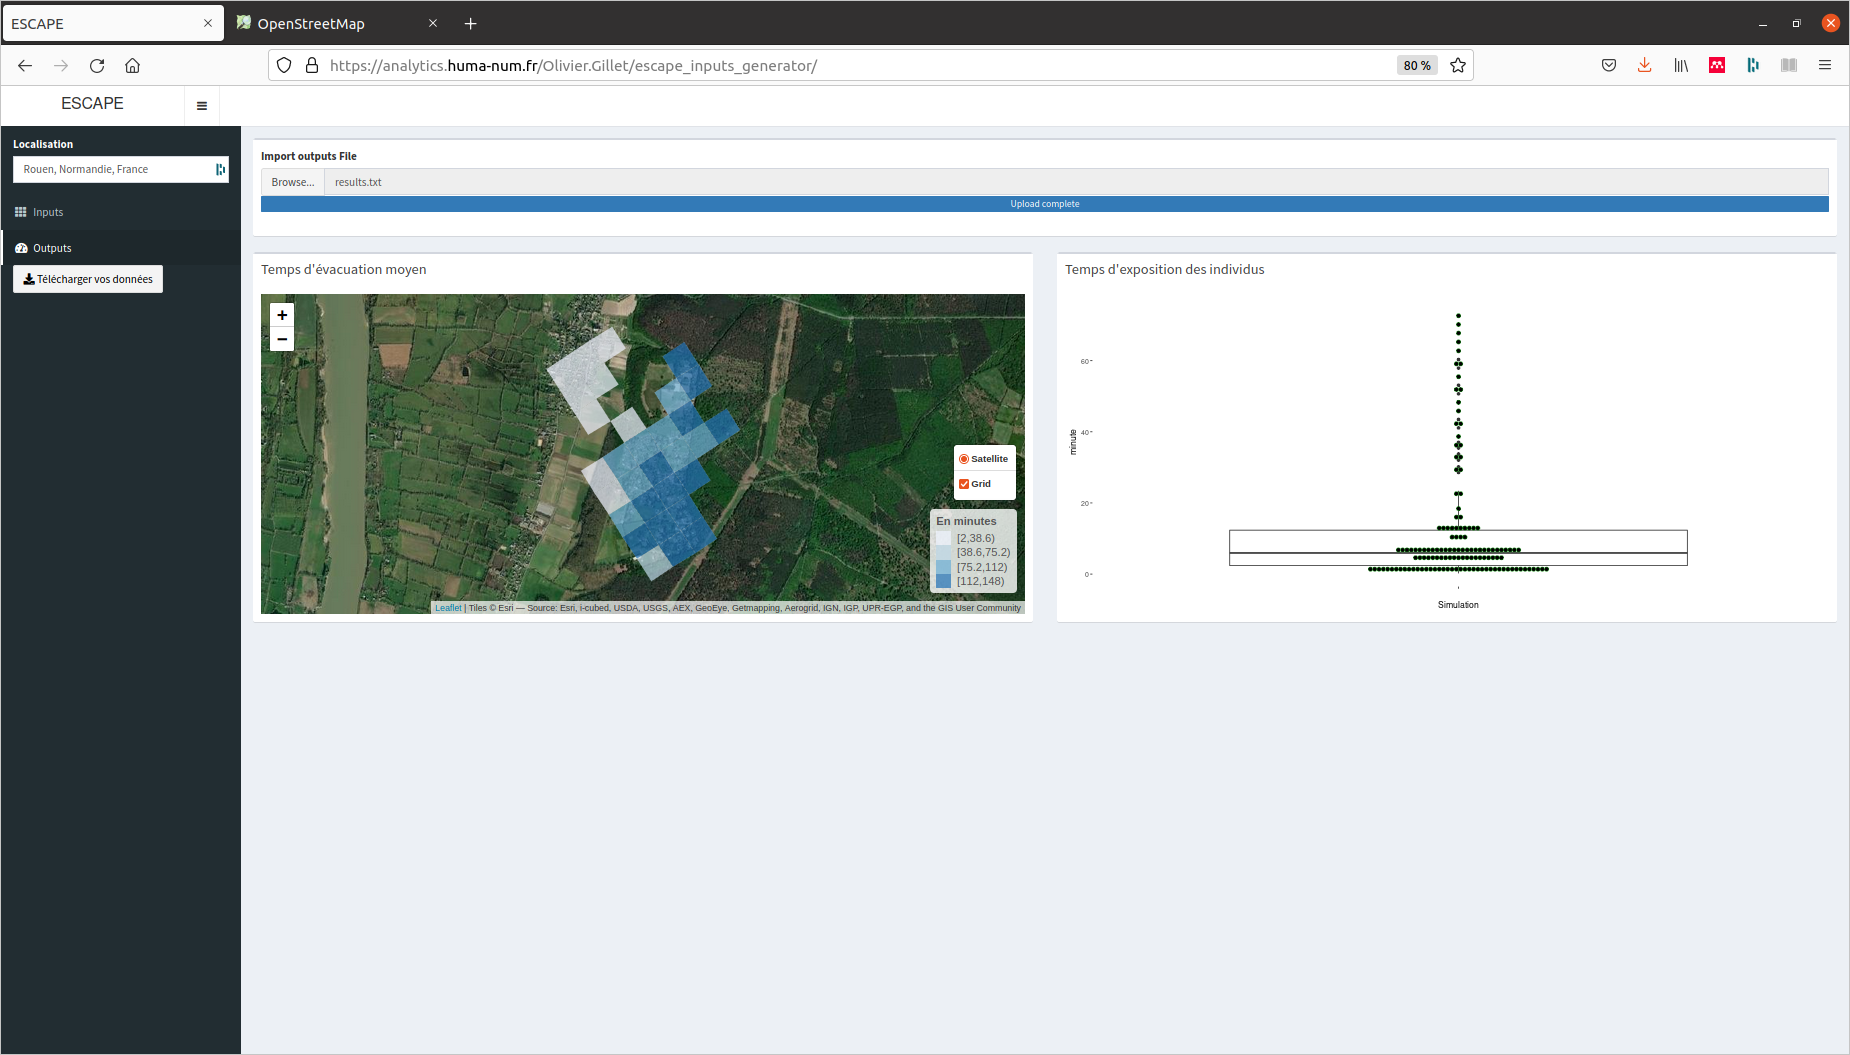 ESCAPE
OpenStreetMap
https://analytics.huma-num.fr/Olivier.Gillet/escape_inputs_generator/
80 %
ESCAPE
Localisation
Rouen, Normandie, France
Inputs
Outputs
Télécharger vos données
Import outputs File
Browse...
results.txt
Upload complete
Temps d'évacuation moyen
+
−
Satellite
Grid
En minutes
[2,38.6)
[38.6,75.2)
[75.2,112)
[112,148)
Leaflet | Tiles © Esri — Source: Esri, i-cubed, USDA, USGS, AEX, GeoEye, Getmapping, Aerogrid, IGN, IGP, UPR-EGP, and the GIS User Community
Temps d'exposition des individus
60
40
20
0
minute
Simulation